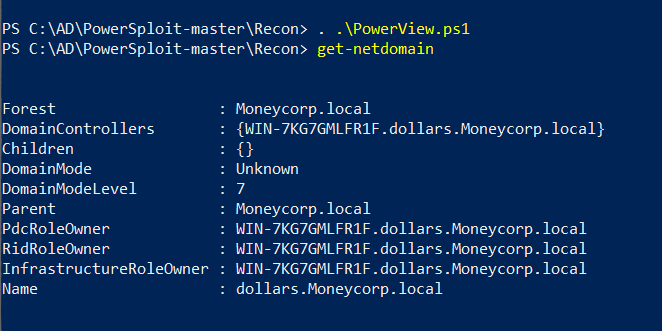 PS C:\AD\PowerSploit-master\Recon> . .\PowerView.ps1
PS C:\AD\PowerSploit-master\Recon> get-netdomain
Forest                  : Moneycorp.local
DomainControllers       : {WIN-7KG7GMLFR1F.dollars.Moneycorp.local}
Children                : {}
DomainMode              : Unknown
DomainModeLevel         : 7
Parent                  : Moneycorp.local
PdcRoleOwner            : WIN-7KG7GMLFR1F.dollars.Moneycorp.local
RidRoleOwner            : WIN-7KG7GMLFR1F.dollars.Moneycorp.local
InfrastructureRoleOwner : WIN-7KG7GMLFR1F.dollars.Moneycorp.local
Name                    : dollars.Moneycorp.local